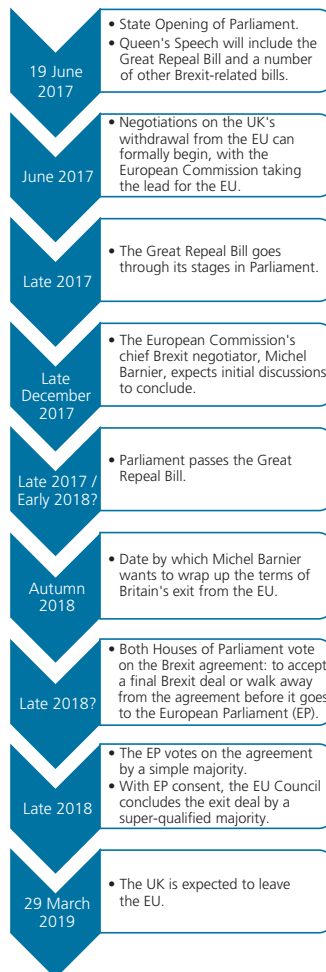 19 June
2017
• State Opening of Parliament.
• Queen's Speech will include the
Great Repeal Bill and a number
of other Brexit-related bills.
June 2017
• Negotiations on the UK's
withdrawal from the EU can
formally begin, with the
European Commission taking
the lead for the EU.
Late 2017
• The Great Repeal Bill goes
through its stages in Parliament.
Late
December
2017
• The European Commission's
chief Brexit negotiator, Michel
Barnier, expects initial discussions
to conclude.
Late 2017 /
Early 2018?
• Parliament passes the Great
Repeal Bill.
Autumn
2018
• Date by which Michel Barnier
wants to wrap up the terms of
Britain's exit from the EU.
Late 2018?
• Both Houses of Parliament vote
on the Brexit agreement: to accept
a final Brexit deal or walk away
from the agreement before it goes
to the European Parliament (EP).
Late 2018
• The EP votes on the agreement
by a simple majority.
• With EP consent, the EU Council
concludes the exit deal by a
super-qualified majority.
29 March
2019
• The UK is expected to leave
the EU.